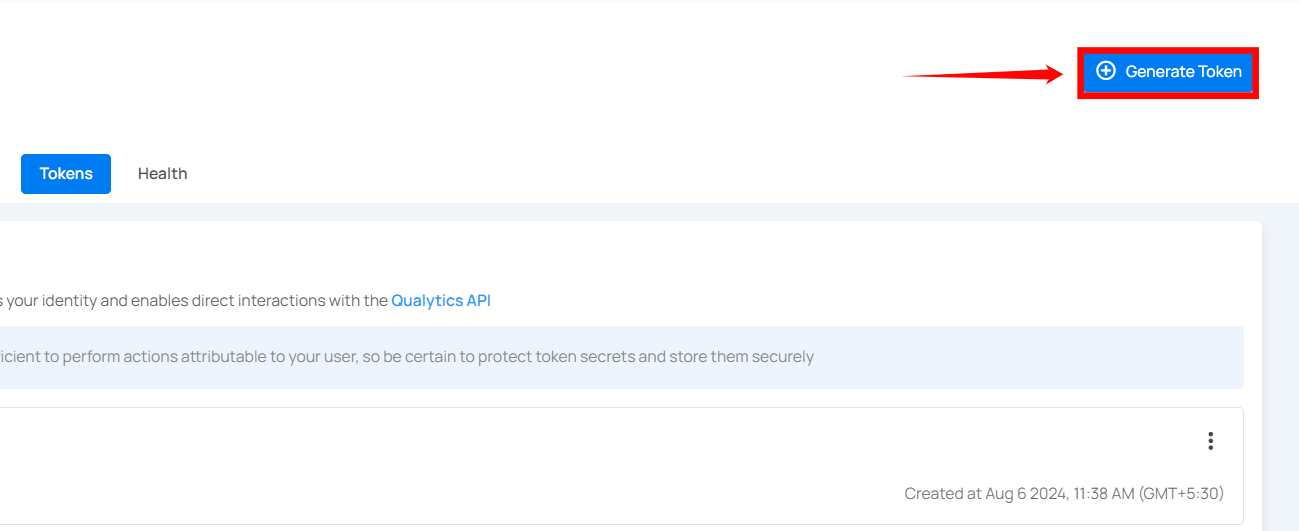 Generate Token
Tokens Health
your identity and enables direct interactions with the Qualytics API
to perform actions attributable to your user, so be certain to protect token secrets and store them securely
Created at Aug 6 2024, 11:38 AM (GMT+5:30)